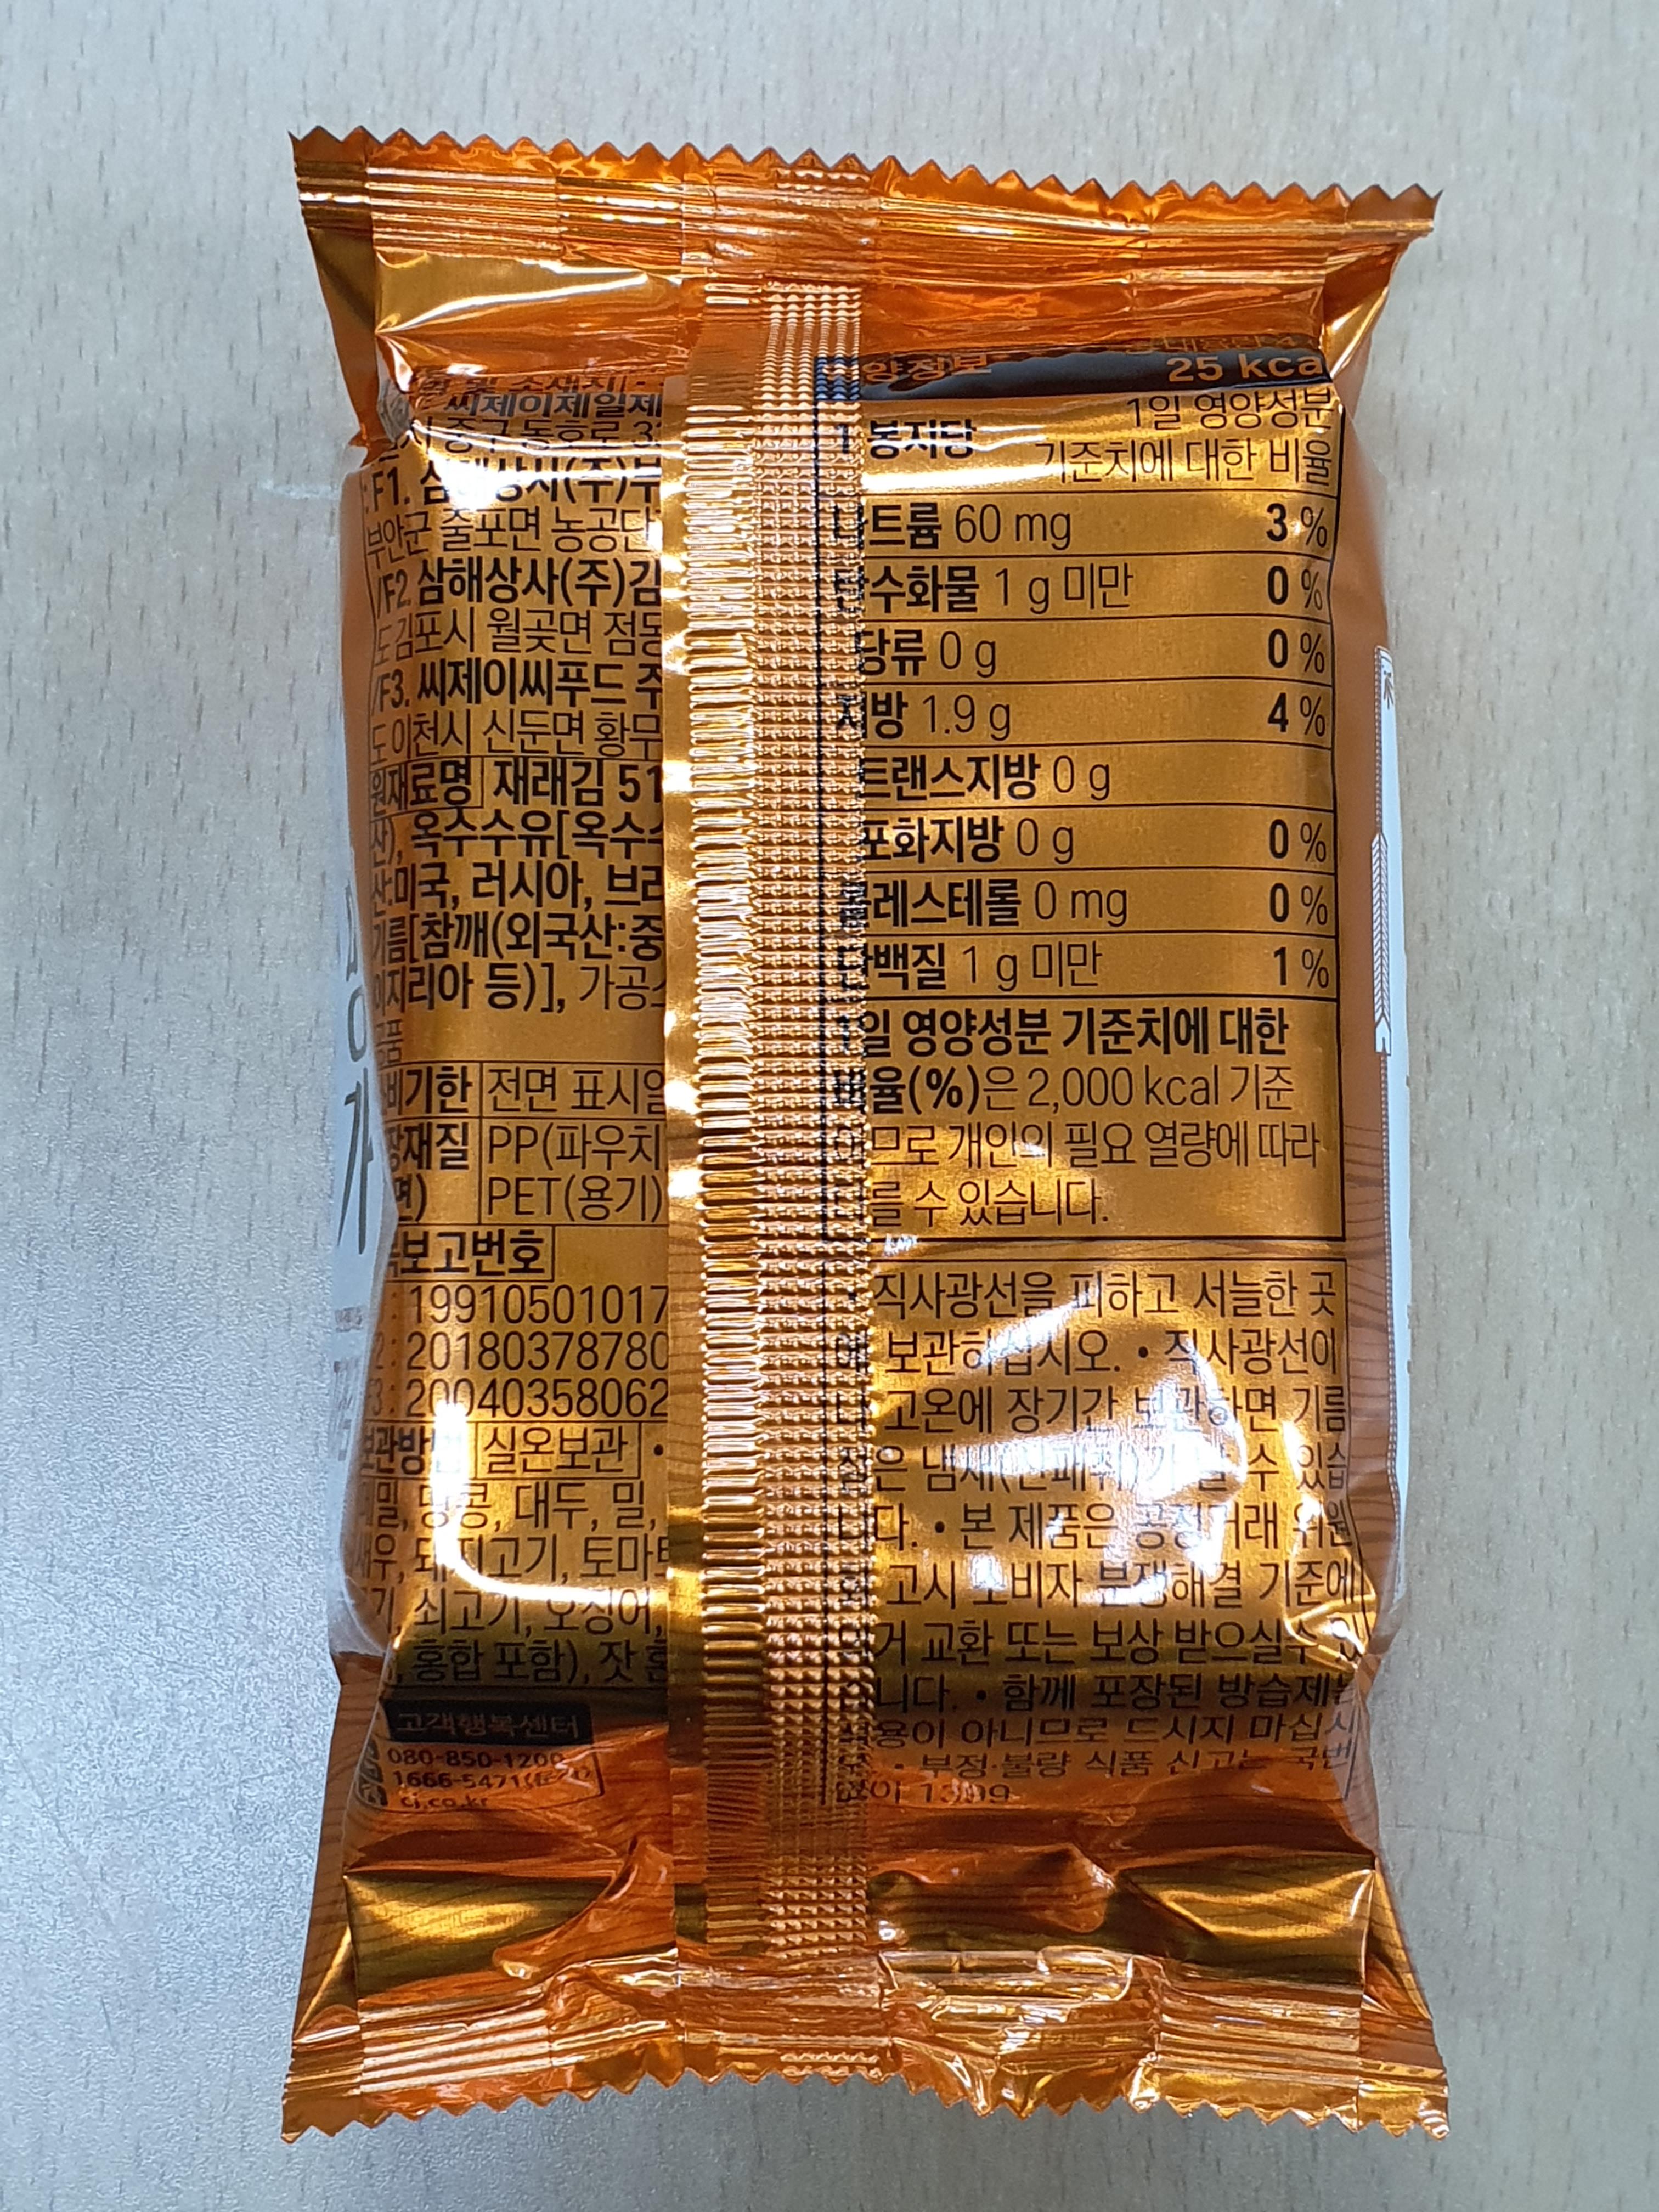 씨제이제일제
중구 동호로 3
F1. 삼해상사(주)부
부안군 줄포면 농공단
/F2. 삼해상사(주)김
도 김포시 월곶면 점동
/F3. 씨제이씨푸드 주
도 이천시 신둔면 황무
원재료명 재래김 51
산), 옥수수유[옥수수
산:미국, 러시아, 브라
기름[참깨(외국산:중
이지리아 등)], 가공소
비기한 전면 표시일
장재질 PP(파우치
면) PET(용기)
보고번호
: 19910501017
2 : 20180378780
3 : 20040358062
보관방법 실온보관 •
밀, 땅콩, 대두, 밀,
우, 돼지고기, 토마토
기, 쇠고기, 오징어,
홍합 포함), 잣
고객행복센터
080-850-1200
1666-5471
cj.co.kr
영양정보
25 kca
1 봉지당 1일 영양성분
기준치에 대한 비율
나트륨 60 mg 3 %
탄수화물 1 g 미만 0 %
당류 0 g 0 %
지방 1.9 g 4 %
트랜스지방 0 g
포화지방 0 g 0 %
콜레스테롤 0 mg 0 %
단백질 1 g 미만 1 %
1일 영양성분 기준치에 대한
비율(%)은 2,000 kcal 기준
이므로 개인의 필요 열량에 따라
다를 수 있습니다.
• 직사광선을 피하고 서늘한 곳
에 보관하십시오. • 직사광선이
나 고온에 장기간 보관하면 기름
쩔은 냄새(산패취)가 날 수 있습
니다. • 본 제품은 공정거래 위원
회 고시 소비자 분쟁해결 기준에
의거 교환 또는 보상 받으실수 있
습니다. • 함께 포장된 방습제는
식용이 아니므로 드시지 마십시
오. • 부정·불량 식품 신고는 국번
없이 1399